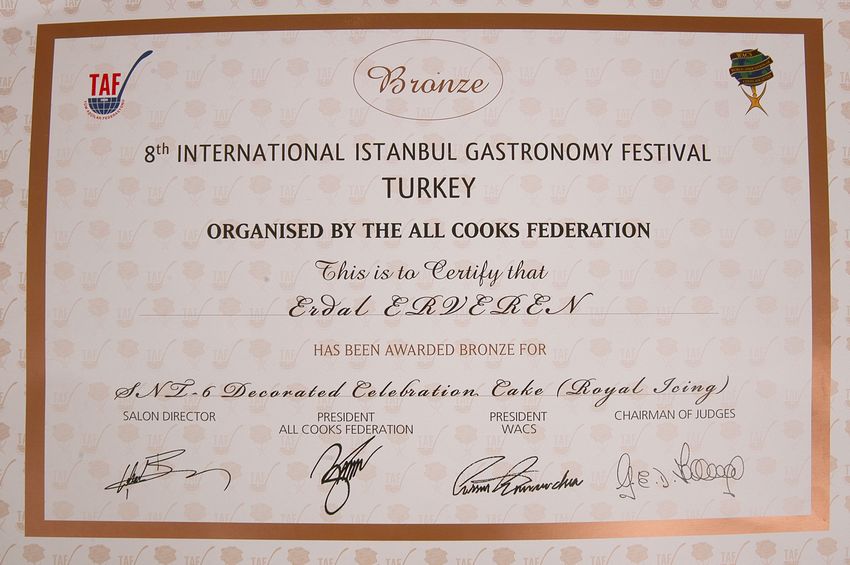 TAF
Bronze
8th INTERNATIONAL ISTANBUL GASTRONOMY FESTIVAL
TURKEY
ORGANISED BY THE ALL COOKS FEDERATION
This is to Certify that
Erdal ERVEREN
HAS BEEN AWARDED BRONZE FOR
SNT-6 Decorated Celebration Cake (Royal Icing)
SALON DIRECTOR
PRESIDENT
ALL COOKS FEDERATION
PRESIDENT
WACS
CHAIRMAN OF JUDGES